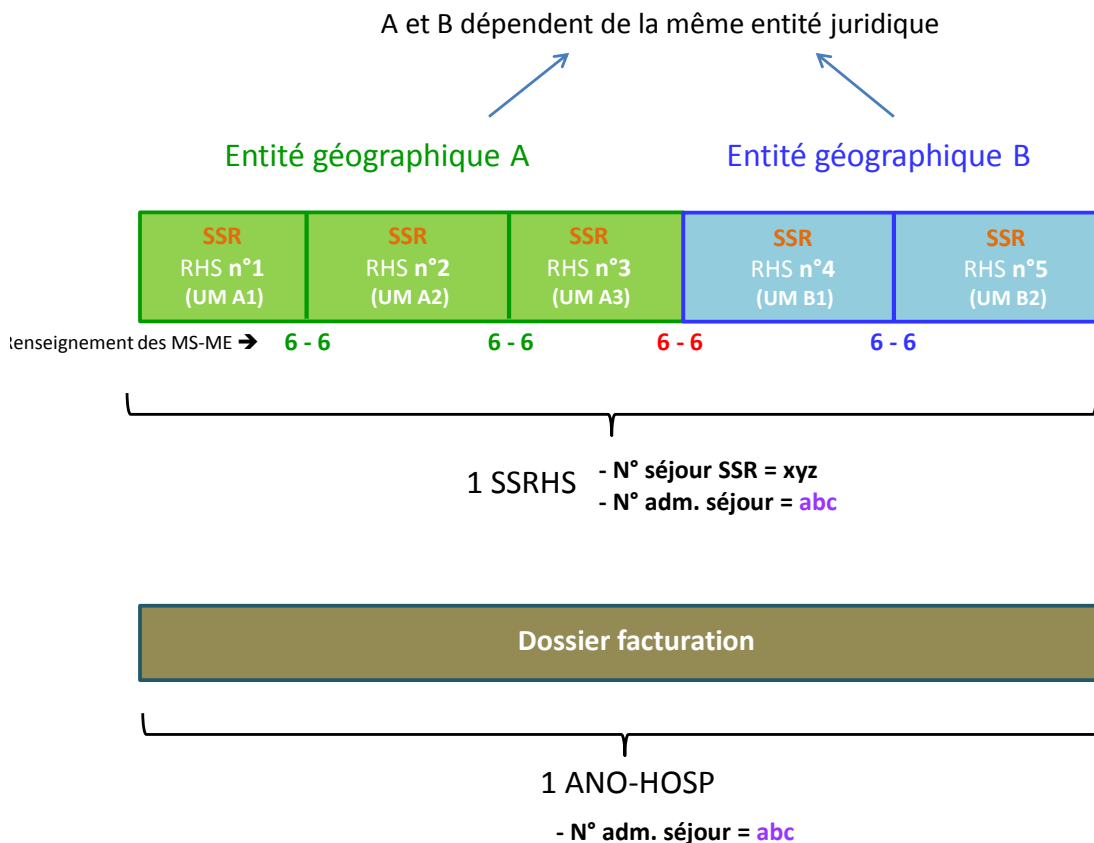 A et B dépendent de la même entité juridique
Entité géographique A
Entité géographique B
SSR
RHS n°1
(UM A1)
SSR
RHS n°2
(UM A2)
SSR
RHS n°3
(UM A3)
SSR
RHS n°4
(UM B1)
SSR
RHS n°5
(UM B2)
enseignement des MS-ME ➔ 6 - 6 6 - 6 6 - 6 6 - 6
1 SSRHS
- N° séjour SSR = xyz
- N° adm. séjour = abc
Dossier facturation
1 ANO-HOSP
- N° adm. séjour = abc